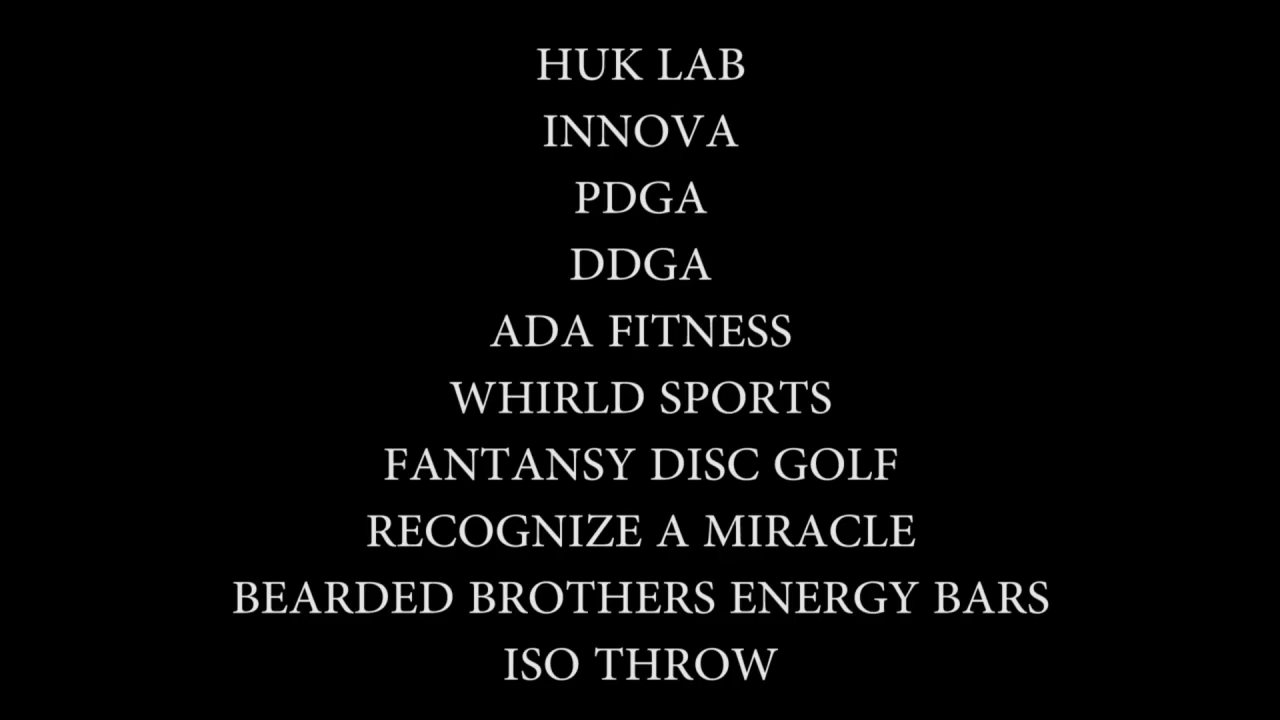 HUK LAB
INNOVA
PDGA
DDGA
ADA FITNESS
WHIRLD SPORTS
FANTANSY DISC GOLF
RECOGNIZE A MIRACLE
BEARDED BROTHERS ENERGY BARS
ISO THROW